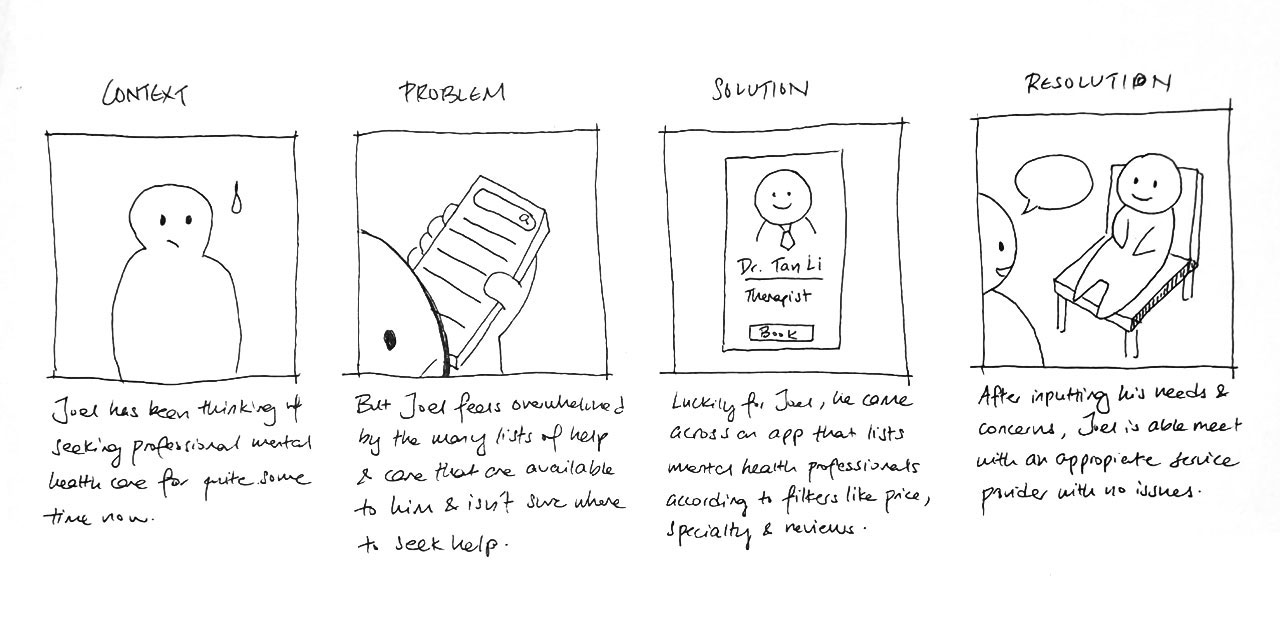 CONTEXT
PROBLEM
SOLUTION
RESOLUTION
Dr. Tan Li
Therapist
Book
Joel has been thinking of
seeking professional mental
health care for quite some
time now.
But Joel feels overwhelmed
by the many lists of help
& care that are available
to him & isn't sure where
to seek help.
Luckily for Joel, he came
across an app that lists
mental health professionals
according to filters like price,
specialty & reviews.
After inputting his needs &
concerns, Joel is able meet
with an appropiate service
provider with no issues.